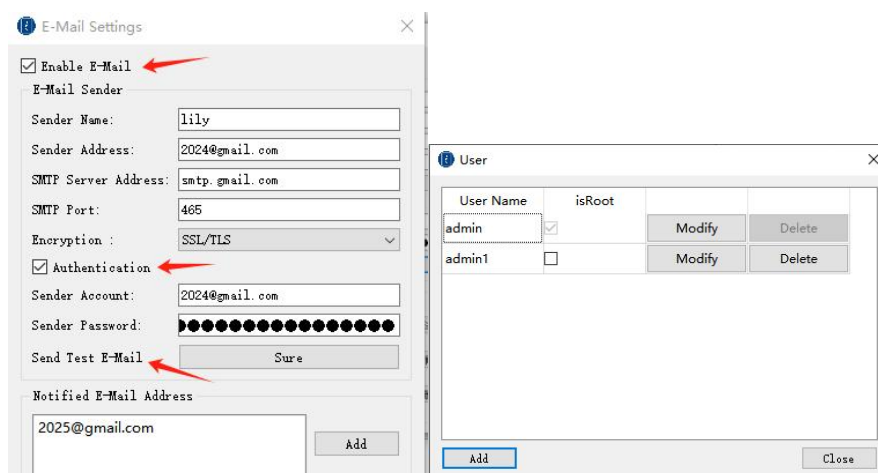 E-Mail Settings
Enable E-Mail
E-Mail Sender
Sender Name: lily
Sender Address: 2024@gmail.com
SMTP Server Address: smtp.gmail.com
SMTP Port: 465
Encryption : SSL/TLS
Authentication
Sender Account: 2024@gmail.com
Sender Password:
Send Test E-Mail Sure
Notified E-Mail Address
2025@gmail.com
Add
User
User Name isRoot
admin Modify Delete
admin1 Modify Delete
Add Close